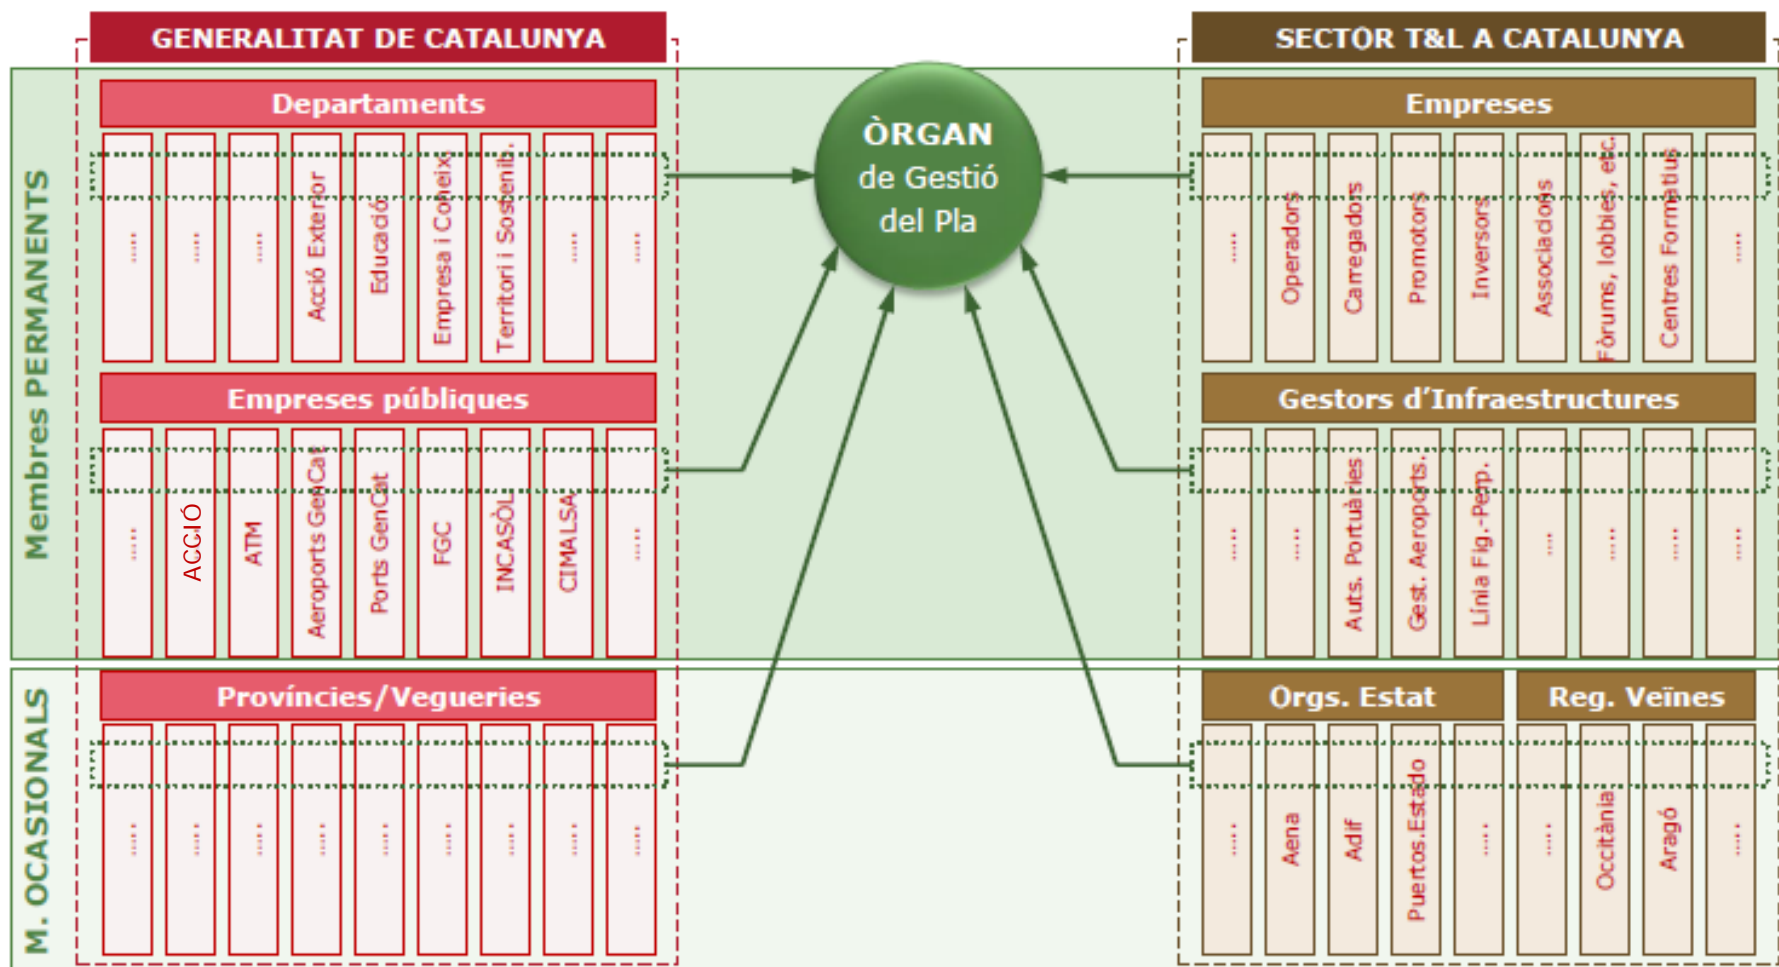 GENERALITAT DE CATALUNYA
SECTOR T&L A CATALUNYA
Membres PERMANENTS
Departaments
.....
.....
.....
Acció Exterior
Educació
Empresa i Coneix.
Territori i Sostenib.
.....
.....
ÒRGAN
de Gestió
del Pla
Empreses
.....
Operadors
Carregadors
Promotors
Inversors
Associacions
Fòrums, lobbies, etc.
Centres Formatius
.....
Empreses públiques
.....
ACCIÓ
ATM
Aeroports GenCat
Ports GenCat
FGC
INCASÒL
CIMALSA
.....
Gestors d’Infraestructures
.....
.....
Auts. Portuàries
Gest. Aeroports.
Línia Fig.-Perp.
....
.....
.....
.....
M. OCASIONALS
Províncies/Vegueries
.....
.....
.....
.....
.....
.....
.....
.....
.....
Orgs. Estat
.....
Aena
Adif
Puertos.Estado
.....
Reg. Veïnes
.....
Occitània
Aragó
.....